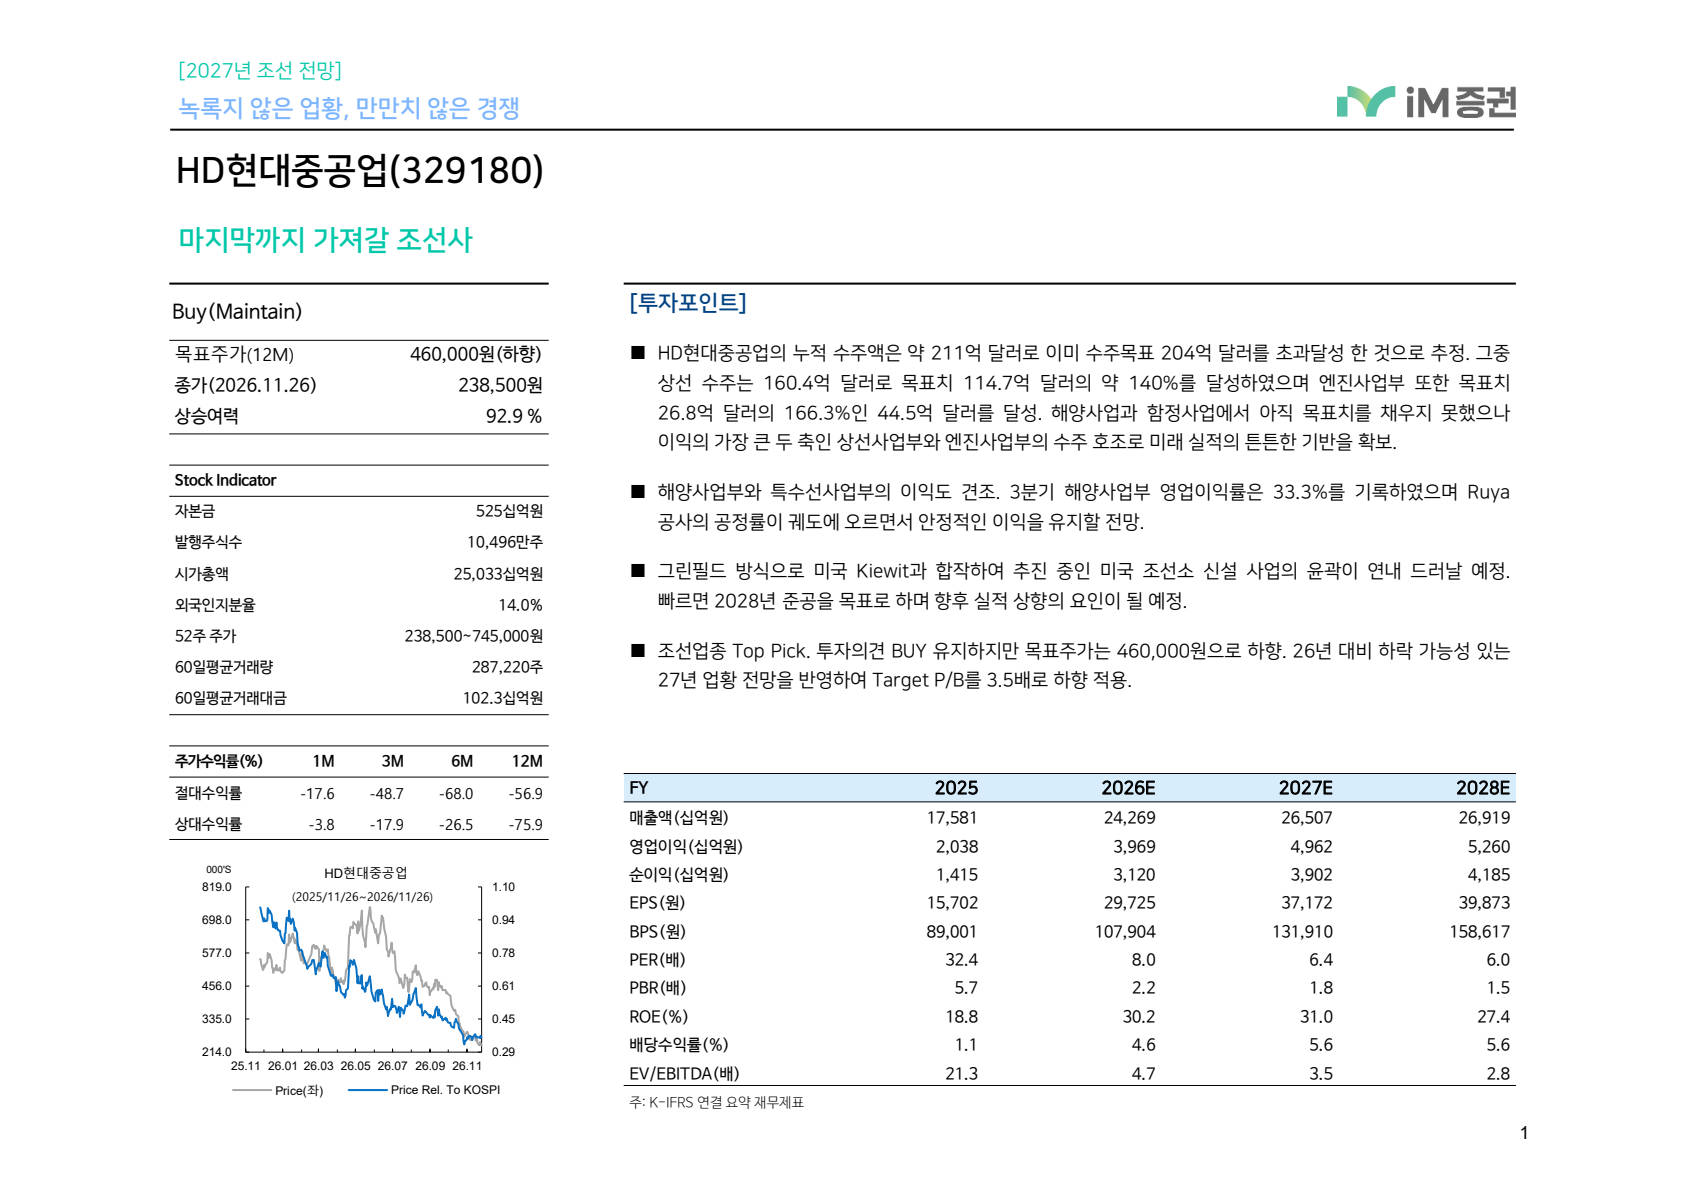 [2027년 조선 전망]
녹록지 않은 업황, 만만치 않은 경쟁
iM증권
HD현대중공업(329180)
마지막까지 가져갈 조선사
Buy(Maintain)
목표주가(12M) 460,000원(하향)
종가(2026.11.26) 238,500원
상승여력 92.9 %
Stock Indicator
자본금 525십억원
발행주식수 10,496만주
시가총액 25,033십억원
외국인지분율 14.0%
52주 주가 238,500~745,000원
60일평균거래량 287,220주
60일평균거래대금 102.3십억원
주가수익률(%) 1M 3M 6M 12M
절대수익률 -17.6 -48.7 -68.0 -56.9
상대수익률 -3.8 -17.9 -26.5 -75.9
000'S
HD현대중공업
(2025/11/26~2026/11/26)
819.0 1.10
698.0 0.94
577.0 0.78
456.0 0.61
335.0 0.45
214.0 0.29
25.11 26.01 26.03 26.05 26.07 26.09 26.11
Price(좌) Price Rel. To KOSPI
[투자포인트]
■ HD현대중공업의 누적 수주액은 약 211억 달러로 이미 수주목표 204억 달러를 초과달성 한 것으로 추정. 그중
상선 수주는 160.4억 달러로 목표치 114.7억 달러의 약 140%를 달성하였으며 엔진사업부 또한 목표치
26.8억 달러의 166.3%인 44.5억 달러를 달성. 해양사업과 함정사업에서 아직 목표치를 채우지 못했으나
이익의 가장 큰 두 축인 상선사업부와 엔진사업부의 수주 호조로 미래 실적의 튼튼한 기반을 확보.
■ 해양사업부와 특수선사업부의 이익도 견조. 3분기 해양사업부 영업이익률은 33.3%를 기록하였으며 Ruya
공사의 공정률이 궤도에 오르면서 안정적인 이익을 유지할 전망.
■ 그린필드 방식으로 미국 Kiewit과 합작하여 추진 중인 미국 조선소 신설 사업의 윤곽이 연내 드러날 예정.
빠르면 2028년 준공을 목표로 하며 향후 실적 상향의 요인이 될 예정.
■ 조선업종 Top Pick. 투자의견 BUY 유지하지만 목표주가는 460,000원으로 하향. 26년 대비 하락 가능성 있는
27년 업황 전망을 반영하여 Target P/B를 3.5배로 하향 적용.
FY 2025 2026E 2027E 2028E
매출액(십억원) 17,581 24,269 26,507 26,919
영업이익(십억원) 2,038 3,969 4,962 5,260
순이익(십억원) 1,415 3,120 3,902 4,185
EPS(원) 15,702 29,725 37,172 39,873
BPS(원) 89,001 107,904 131,910 158,617
PER(배) 32.4 8.0 6.4 6.0
PBR(배) 5.7 2.2 1.8 1.5
ROE(%) 18.8 30.2 31.0 27.4
배당수익률(%) 1.1 4.6 5.6 5.6
EV/EBITDA(배) 21.3 4.7 3.5 2.8
주: K-IFRS 연결 요약 재무제표
1